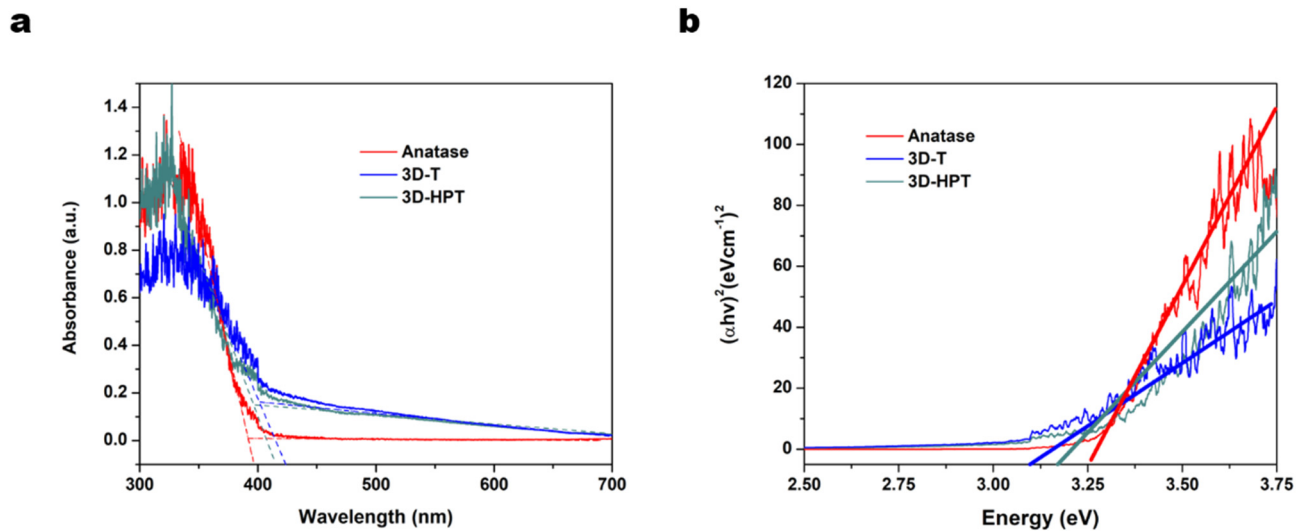 a
b
1.4
1.2
1.0
0.8
0.6
0.4
0.2
0.0
Absorbance (a.u.)
Anatase
3D-T
3D-HPT
300
400
500
600
700
Wavelength (nm)
120
100
80
60
40
20
0
(αhν)²(eVcm⁻¹)²
Anatase
3D-T
3D-HPT
2.50
2.75
3.00
3.25
3.50
3.75
Energy (eV)